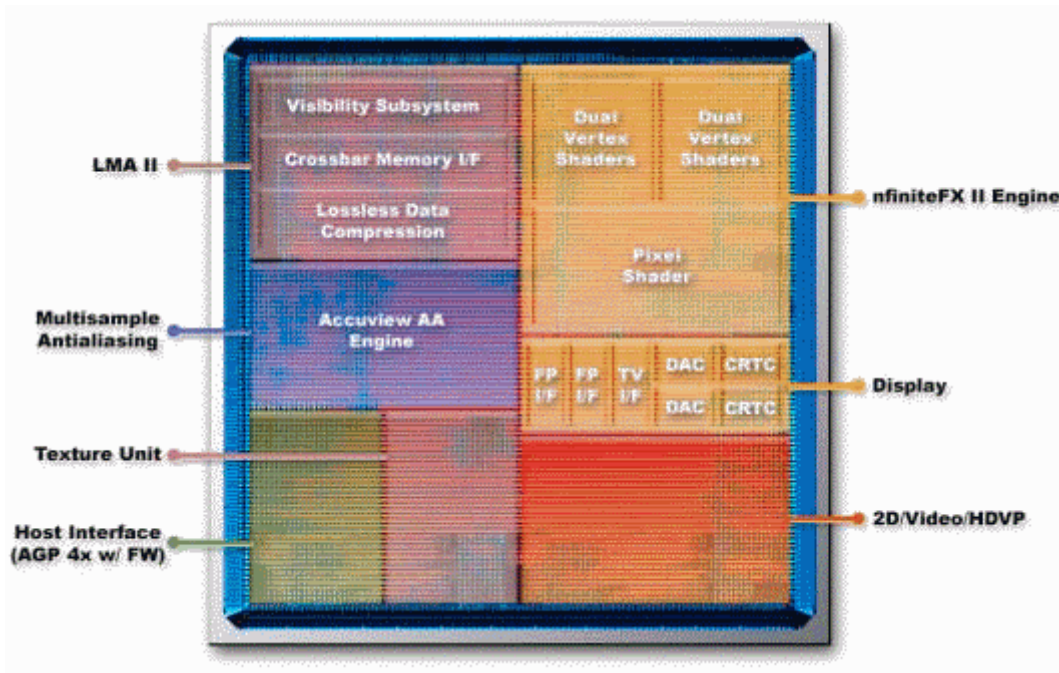 Visibility Subsystem
Crossbar Memory I/F
Lossless Data
Compression
LMA II
Dual
Vertex
Shaders
Dual
Vertex
Shaders
nfiniteFX II Engine
Pixel
Shader
Multisample
Antialiasing
Accuview AA
Engine
FP
I/F
FP
I/F
TV
I/F
DAC
CRTC
DAC
CRTC
Display
Texture Unit
Host Interface
(AGP 4x w/ FW)
2D/Video/HDVP